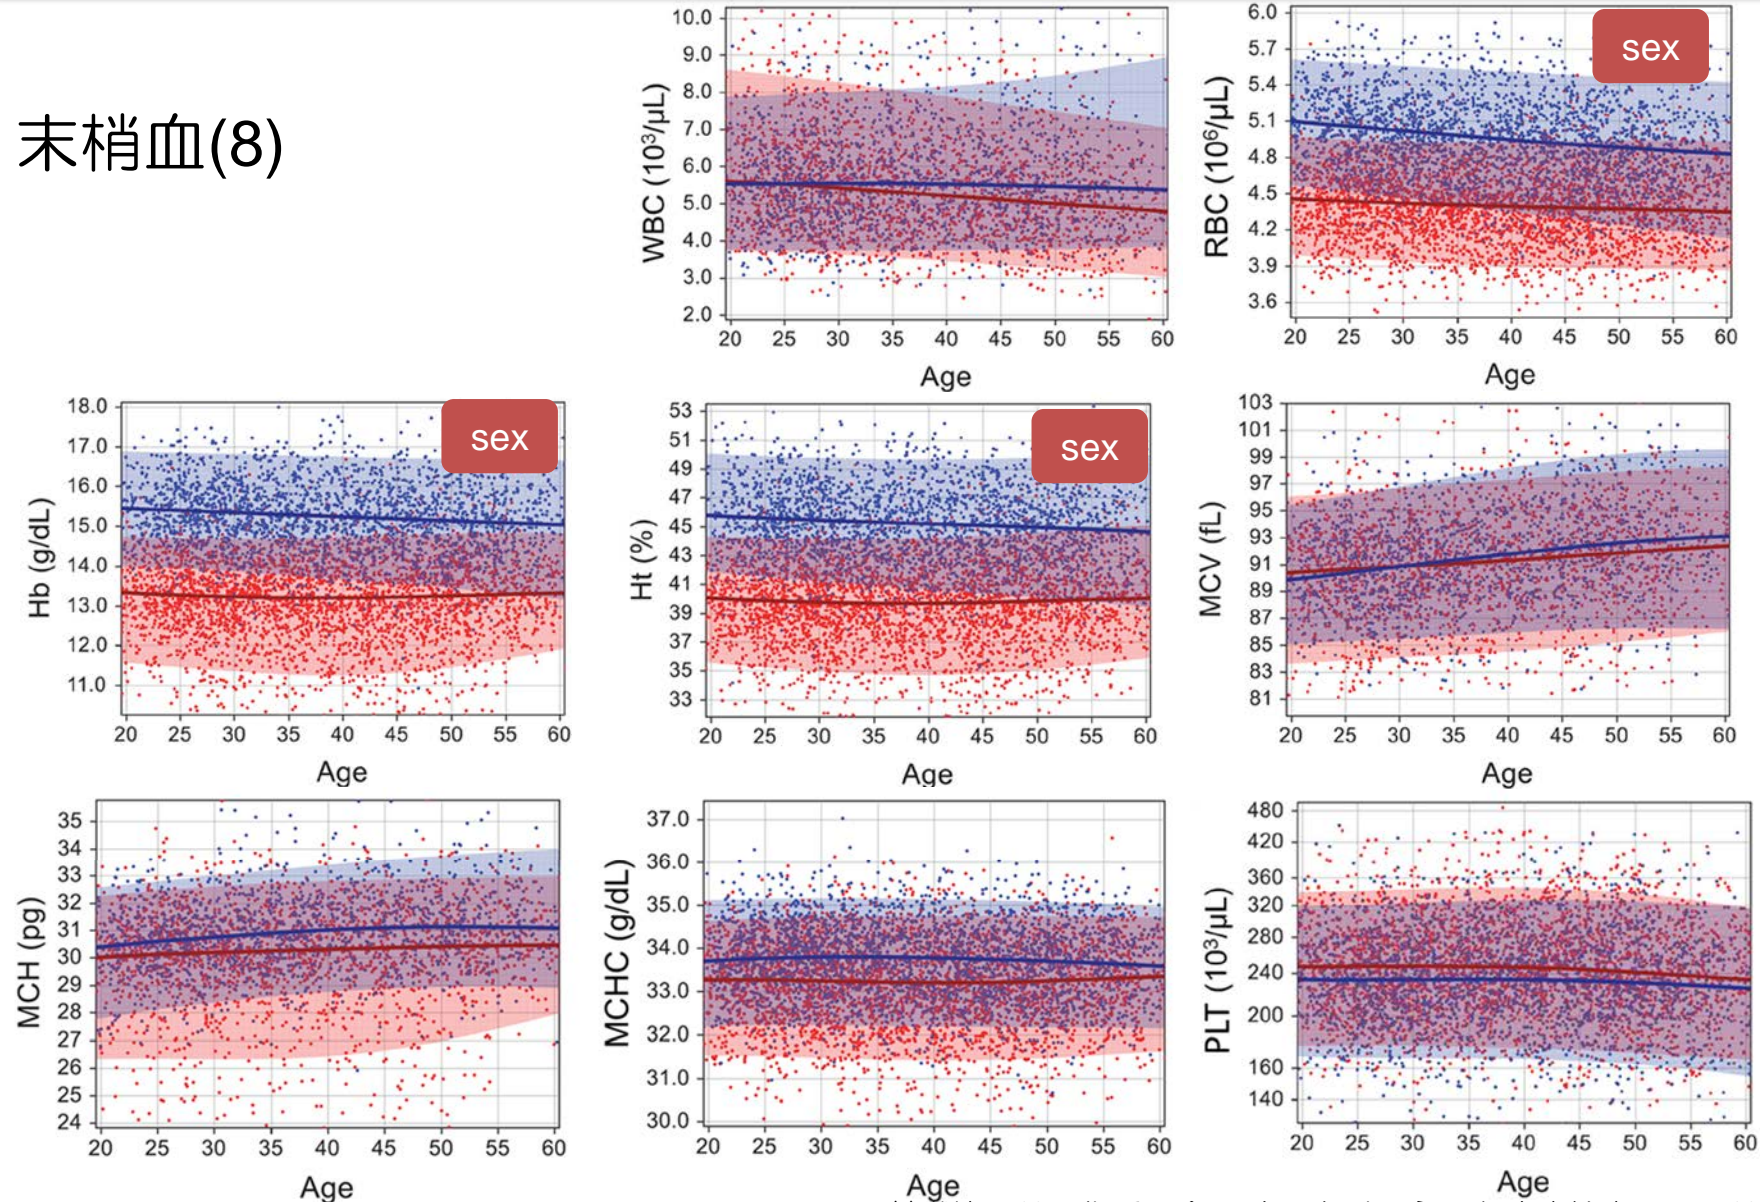 末梢血(8)
10.0
9.0
8.0
7.0
6.0
5.0
4.0
3.0
2.0
WBC (10³/μL)
20 25 30 35 40 45 50 55 60
Age
sex
6.0
5.7
5.4
5.1
4.8
4.5
4.2
3.9
3.6
RBC (10⁶/μL)
20 25 30 35 40 45 50 55 60
Age
sex
18.0
17.0
16.0
15.0
14.0
13.0
12.0
11.0
Hb (g/dL)
20 25 30 35 40 45 50 55 60
Age
sex
53
51
49
47
45
43
41
39
37
35
33
Ht (%)
20 25 30 35 40 45 50 55 60
Age
103
101
99
97
95
93
91
89
87
85
83
81
MCV (fL)
20 25 30 35 40 45 50 55 60
Age
35
34
33
32
31
30
29
28
27
26
25
24
MCH (pg)
20 25 30 35 40 45 50 55 60
Age
37.0
36.0
35.0
34.0
33.0
32.0
31.0
30.0
MCHC (g/dL)
20 25 30 35 40 45 50 55 60
Age
480
420
360
320
280
240
200
160
140
PLT (10³/μL)
20 25 30 35 40 45 50 55 60
Age